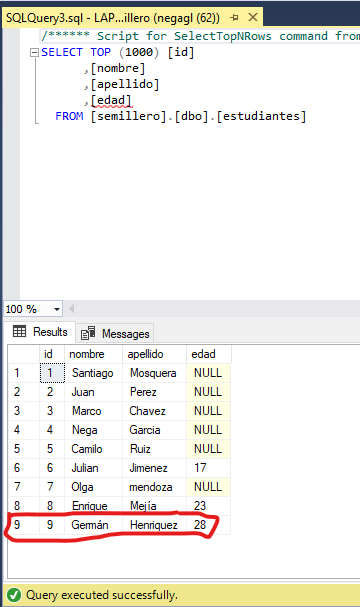 SQLQuery3.sql - LAP...illero (negagl (62))
/****** Script for SelectTopNRows command from
SELECT TOP (1000) [id]
,[nombre]
,[apellido]
,[edad]
FROM [semillero].[dbo].[estudiantes]
100 %
Results Messages
id nombre apellido edad
1 1 Santiago Mosquera NULL
2 2 Juan Perez NULL
3 3 Marco Chavez NULL
4 4 Nega Garcia NULL
5 5 Camilo Ruiz NULL
6 6 Julian Jimenez 17
7 7 Olga mendoza NULL
8 8 Enrique Mejía 23
9 9 Germán Henriquez 28
Query executed successfully.